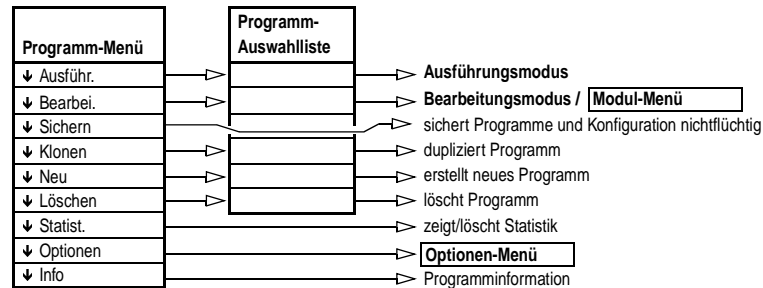 Programm-Menü
Programm-
Auswahlliste
Ausführ.
Ausführungsmodus
Bearbei.
Bearbeitungsmodus / Modul-Menü
Sichern
sichert Programme und Konfiguration nichtflüchtig
Klonen
dupliziert Programm
Neu
erstellt neues Programm
Löschen
löscht Programm
Statist.
zeigt/löscht Statistik
Optionen
Optionen-Menü
Info
Programminformation